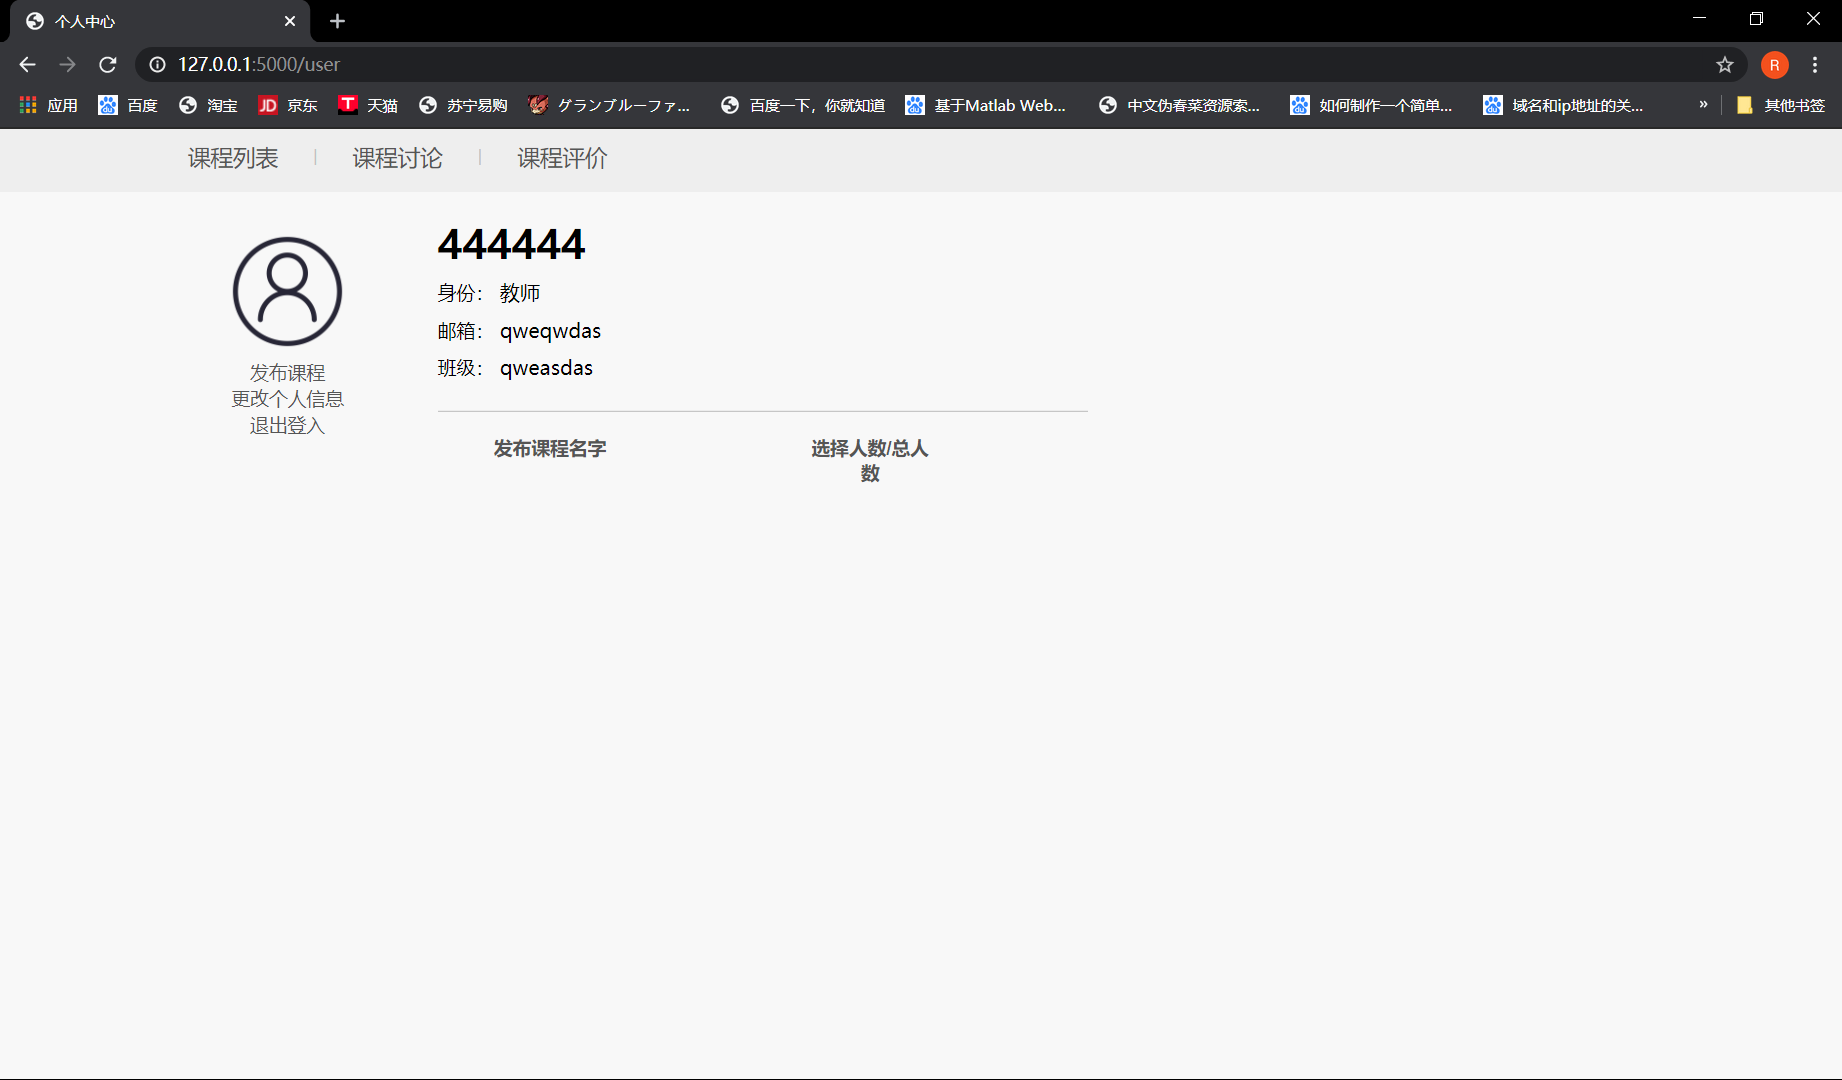 个人中心
127.0.0.1:5000/user
R
应用 百度 淘宝 JD 京东 T 天猫 苏宁易购 グランブルーファ... 百度一下，你就知道 基于Matlab Web... 中文伪春菜资源索... 如何制作一个简单... 域名和ip地址的关... » 其他书签
课程列表 | 课程讨论 | 课程评价
444444
身份： 教师
邮箱： qweqwdas
班级： qweasdas
发布课程
更改个人信息
退出登入
发布课程名字
选择人数/总人
数